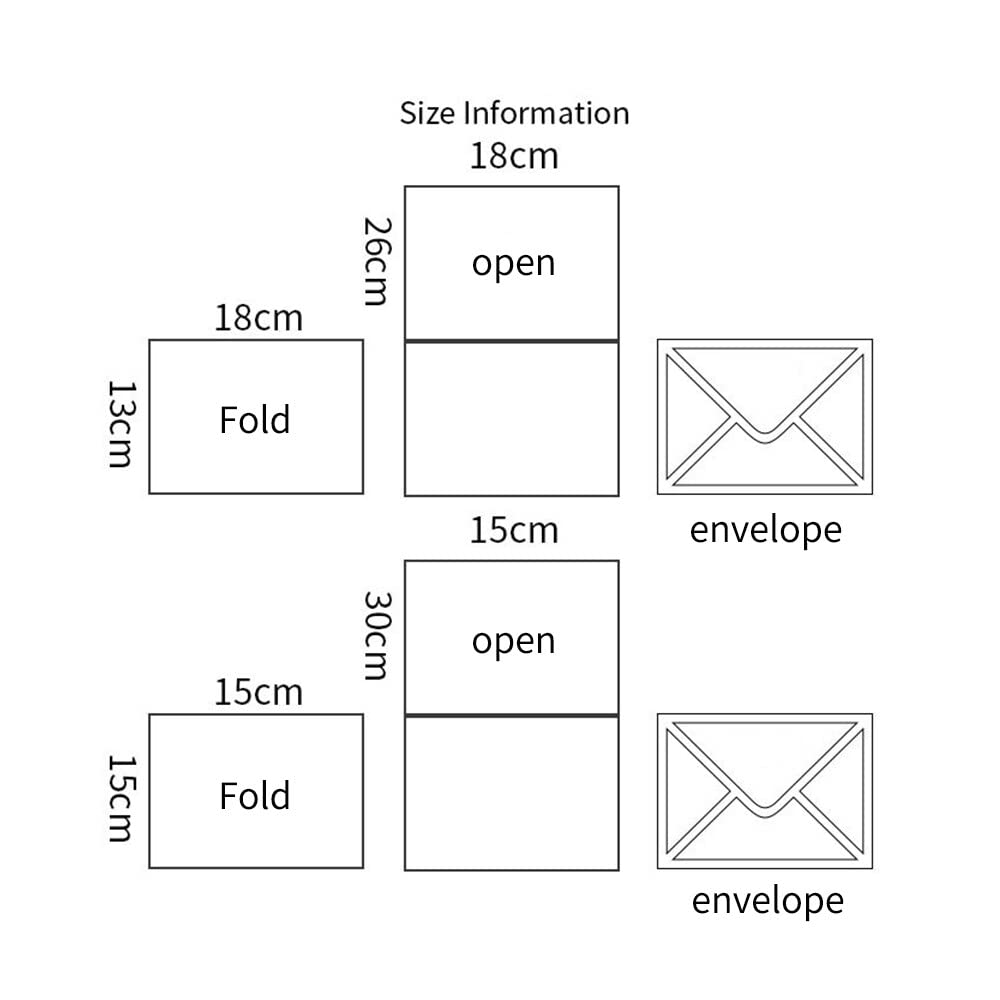 Size Information
18cm
26cm
open
18cm
13cm
Fold
envelope
15cm
30cm
open
15cm
15cm
Fold
envelope